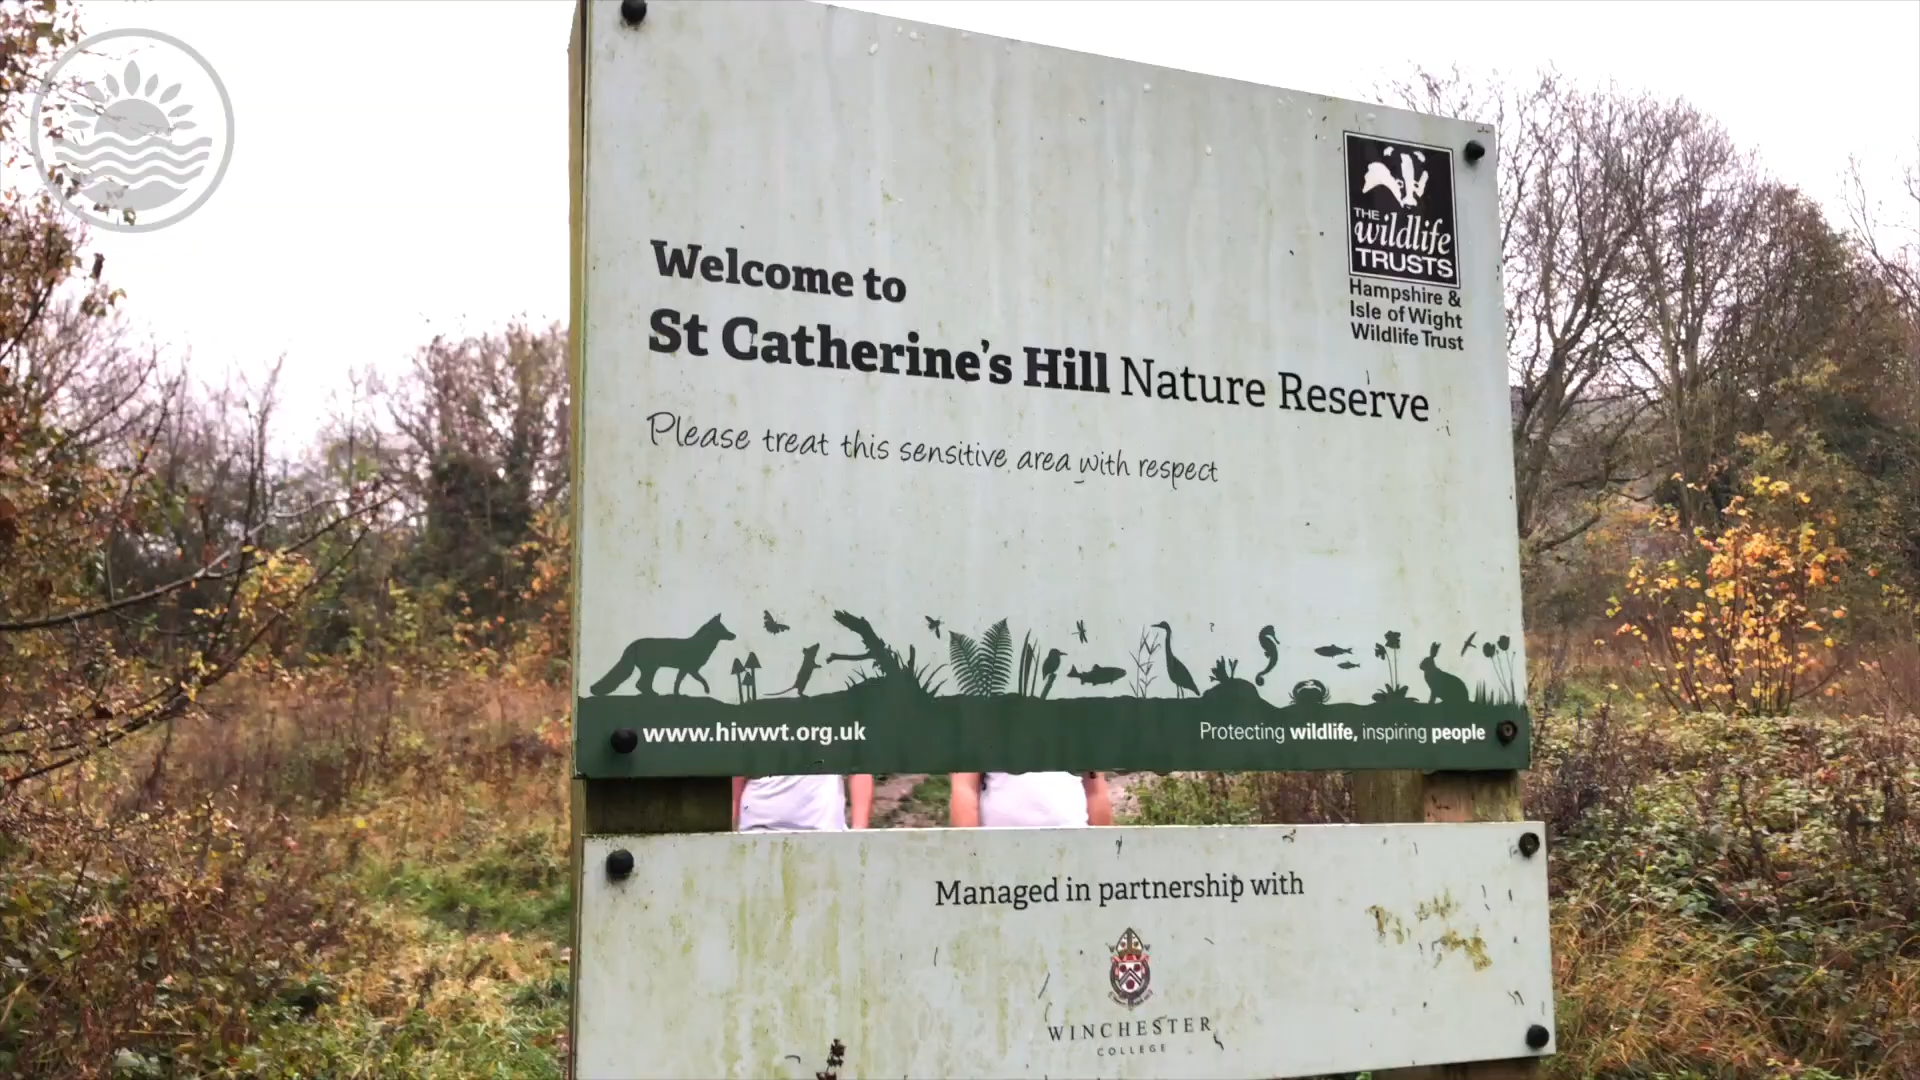 THE
wildlife
TRUSTS
Hampshire &
Isle of Wight
Wildlife Trust
Welcome to
St Catherine's Hill Nature Reserve
Please treat this sensitive area with respect
www.hiwwt.org.uk
Protecting wildlife, inspiring people
Managed in partnership with
WINCHESTER
COLLEGE